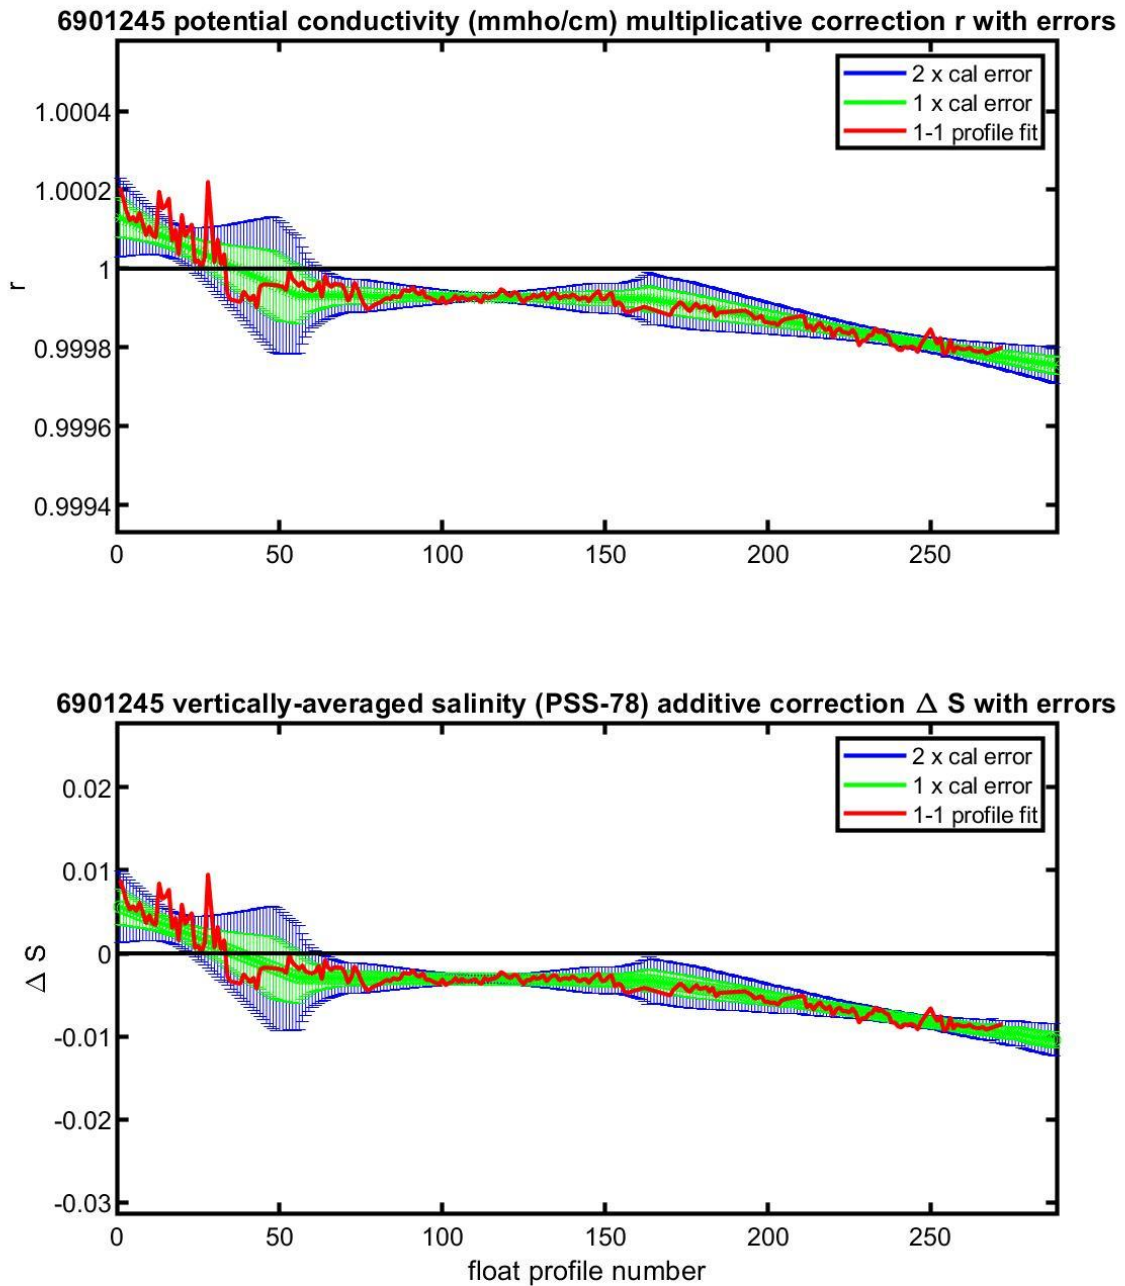 6901245 potential conductivity (mmho/cm) multiplicative correction r with errors
2 x cal error
1 x cal error
1-1 profile fit
1.0004
1.0002
1
0.9998
0.9996
0.9994
r
0 50 100 150 200 250
6901245 vertically-averaged salinity (PSS-78) additive correction Δ S with errors
2 x cal error
1 x cal error
1-1 profile fit
0.02
0.01
0
-0.01
-0.02
-0.03
Δ S
0 50 100 150 200 250
float profile number